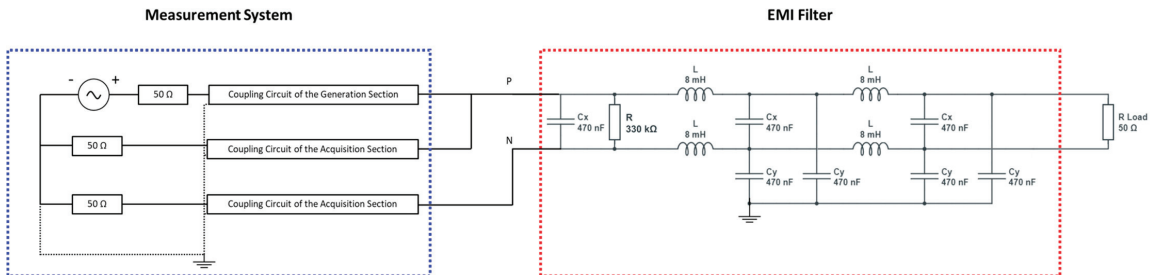 Measurement System
EMI Filter
- +
50 Ω
Coupling Circuit of the Generation Section
50 Ω
Coupling Circuit of the Acquisition Section
50 Ω
Coupling Circuit of the Acquisition Section
P
N
Cx
470 nF
R
330 kΩ
L
8 mH
L
8 mH
Cx
470 nF
Cy
470 nF
Cy
470 nF
L
8 mH
L
8 mH
Cx
470 nF
Cy
470 nF
Cy
470 nF
R Load
50 Ω